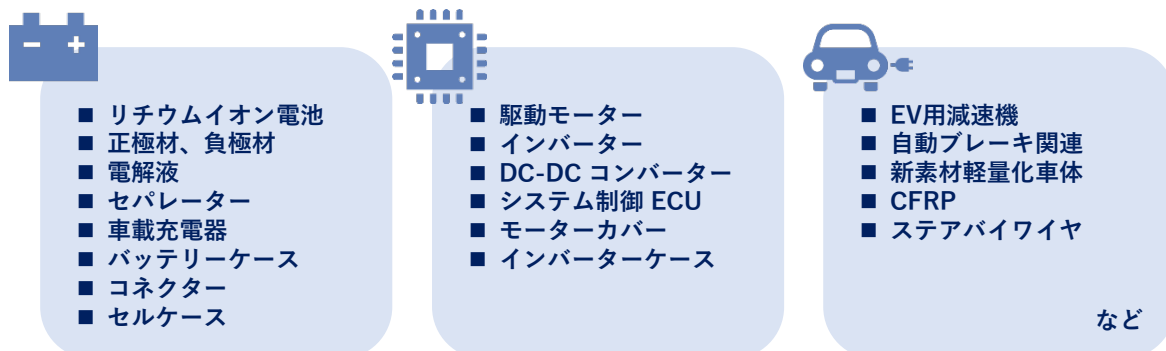 ■ リチウムイオン電池
■ 正極材、負極材
■ 電解液
■ セパレーター
■ 車載充電器
■ バッテリーケース
■ コネクター
■ セルケース
■ 駆動モーター
■ インバーター
■ DC-DC コンバーター
■ システム制御 ECU
■ モーターカバー
■ インバーターケース
■ EV用減速機
■ 自動ブレーキ関連
■ 新素材軽量化車体
■ CFRP
■ ステアバイワイヤ
など